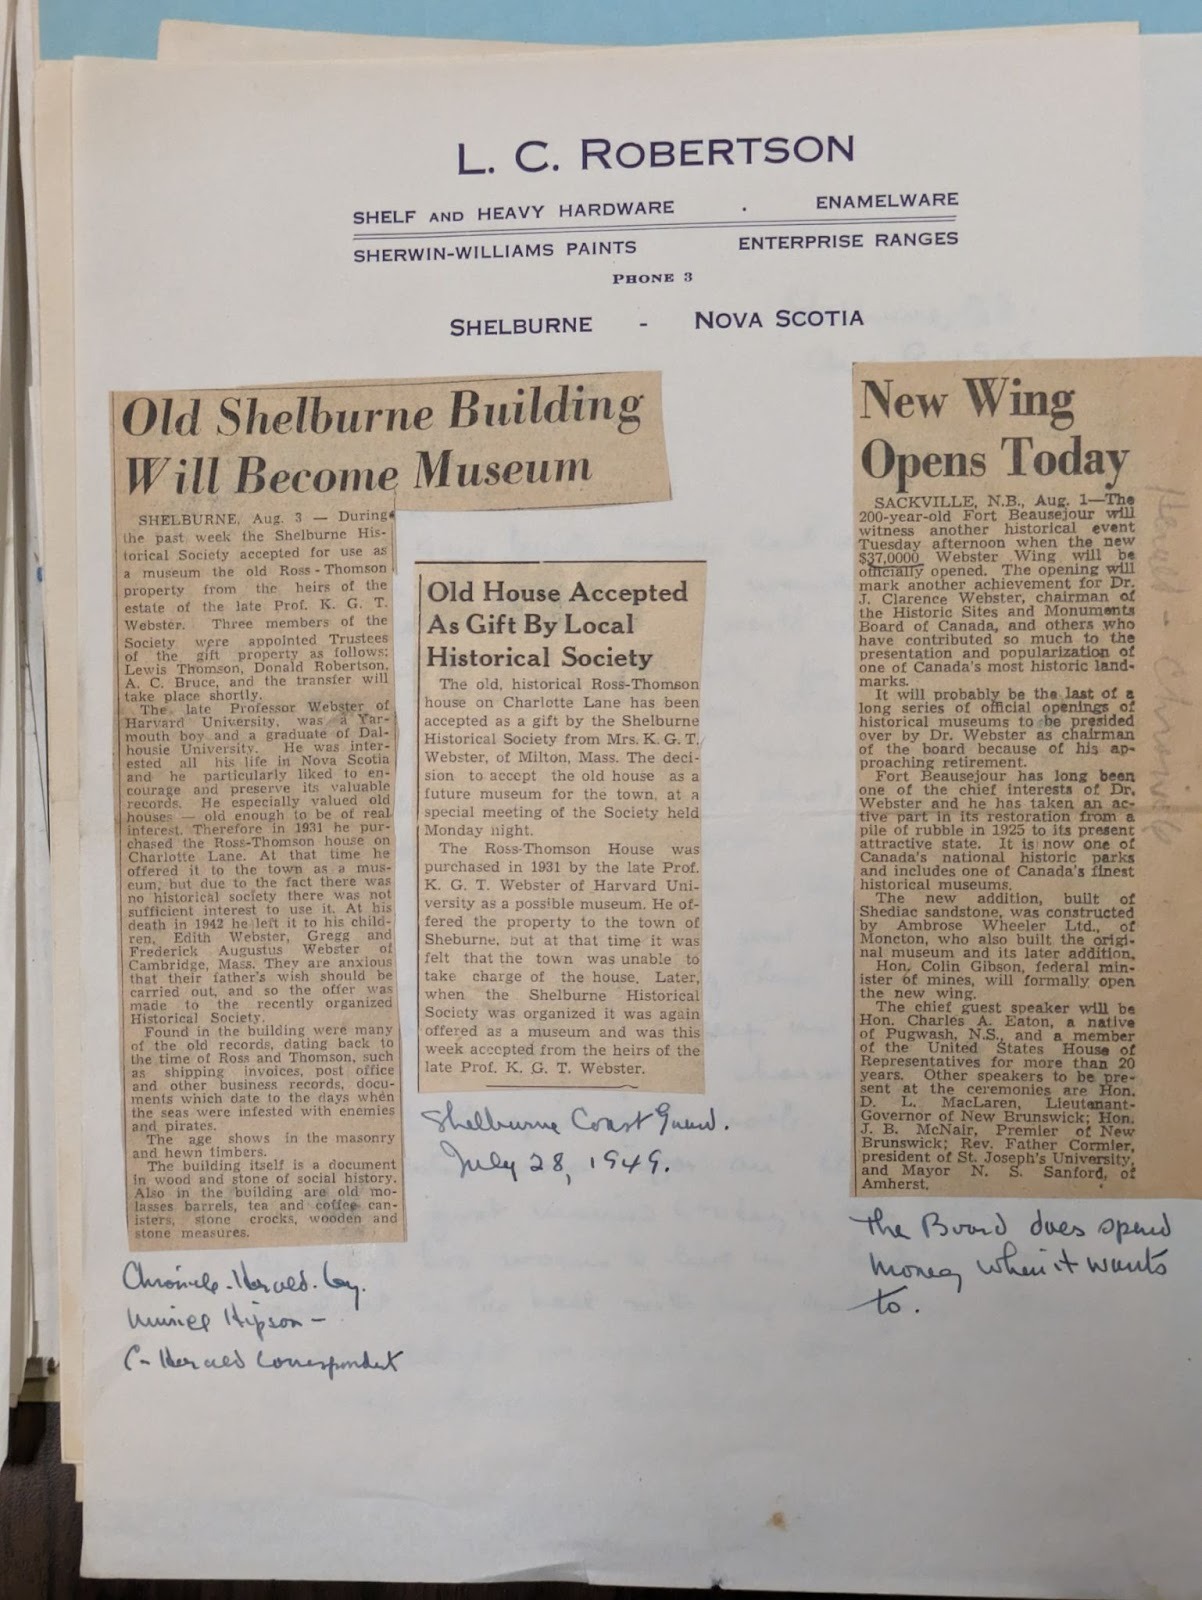 L. C. ROBERTSON
SHELF AND HEAVY HARDWARE . ENAMELWARE
SHERWIN-WILLIAMS PAINTS ENTERPRISE RANGES
PHONE 3
SHELBURNE - NOVA SCOTIA
Old Shelburne Building
Will Become Museum
SHELBURNE, Aug. 3 — During
the past week the Shelburne His-
torical Society accepted for use as
a museum the old Ross-Thomson
property from the heirs of the
estate of the late Prof. K. G. T.
Webster. Three members of the
Society were appointed Trustees
of the gift property as follows:
Lewis Thomson, Donald Robertson,
A. C. Bruce, and the transfer will
take place shortly.
The late Professor Webster of
Harvard University, was a Yar-
mouth boy and a graduate of Dal-
housie University. He was inter-
ested all his life in Nova Scotia
and he particularly liked to en-
courage and preserve its valuable
records. He especially valued old
houses — old enough to be of real
interest. Therefore in 1931 he pur-
chased the Ross-Thomson house on
Charlotte Lane. At that time he
offered it to the town as a mus-
eum, but due to the fact there was
no historical society there was not
sufficient interest to use it. At his
death in 1942 he left it to his child-
ren, Edith Webster, Gregg and
Frederick Augustus Webster of
Cambridge, Mass. They are anxious
that their father's wish should be
carried out, and so the offer was
made to the recently organized
Historical Society.
Found in the building were many
of the old records, dating back to
the time of Ross and Thomson, such
as shipping invoices, post office
and other business records, docu-
ments which date to the days when
the seas were infested with enemies
and pirates.
The age shows in the masonry
and hewn timbers.
The building itself is a document
in wood and stone of social history.
Also in the building are old mo-
lasses barrels, tea and coffee can-
isters, stone crocks, wooden and
stone measures.
Chronicle-Herald. by.
Muriel Hipson -
C-Herald Correspondent
Old House Accepted
As Gift By Local
Historical Society
The old, historical Ross-Thomson
house on Charlotte Lane has been
accepted as a gift by the Shelburne
Historical Society from Mrs. K. G. T.
Webster, of Milton, Mass. The deci-
sion to accept the old house as a
future museum for the town, at a
special meeting of the Society held
Monday night.
The Ross-Thomson House was
purchased in 1931 by the late Prof.
K. G. T. Webster of Harvard Uni-
versity as a possible museum. He of-
fered the property to the town of
Sheburne, but at that time it was
felt that the town was unable to
take charge of the house. Later,
when the Shelburne Historical
Society was organized it was again
offered as a museum and was this
week accepted from the heirs of the
late Prof. K. G. T. Webster.
Shelburne Coast Guard.
July 28, 1949.
New Wing
Opens Today
SACKVILLE, N.B., Aug. 1—The
200-year-old Fort Beausejour will
witness another historical event
Tuesday afternoon when the new
$37,0000 Webster Wing will be
officially opened. The opening will
mark another achievement for Dr.
J. Clarence Webster, chairman of
the Historic Sites and Monuments
Board of Canada, and others who
have contributed so much to the
presentation and popularization of
one of Canada's most historic land-
marks.
It will probably be the last of a
long series of official openings of
historical museums to be presided
over by Dr. Webster as chairman
of the board because of his ap-
proaching retirement.
Fort Beausejour has long been
one of the chief interests of Dr.
Webster and he has taken an ac-
tive part in its restoration from a
pile of rubble in 1925 to its present
attractive state. It is now one of
Canada's national historic parks
and includes one of Canada's finest
historical museums.
The new addition, built of
Shediac sandstone, was constructed
by Ambrose Wheeler Ltd., of
Moncton, who also built the origi-
nal museum and its later addition.
Hon. Colin Gibson, federal min-
ister of mines, will formally open
the new wing.
The chief guest speaker will be
Hon. Charles A. Eaton, a native
of Pugwash, N.S., and a member
of the United States House of
Representatives for more than 20
years. Other speakers to be pre-
sent at the ceremonies are Hon.
D. L. MacLaren, Lieutenant-
Governor of New Brunswick; Hon.
J. B. McNair, Premier of New
Brunswick; Rev. Father Cormier,
president of St. Joseph's University,
and Mayor N. S. Sanford, of
Amherst.
Herald - Chronicle
The Board does spend
money when it wants
to.